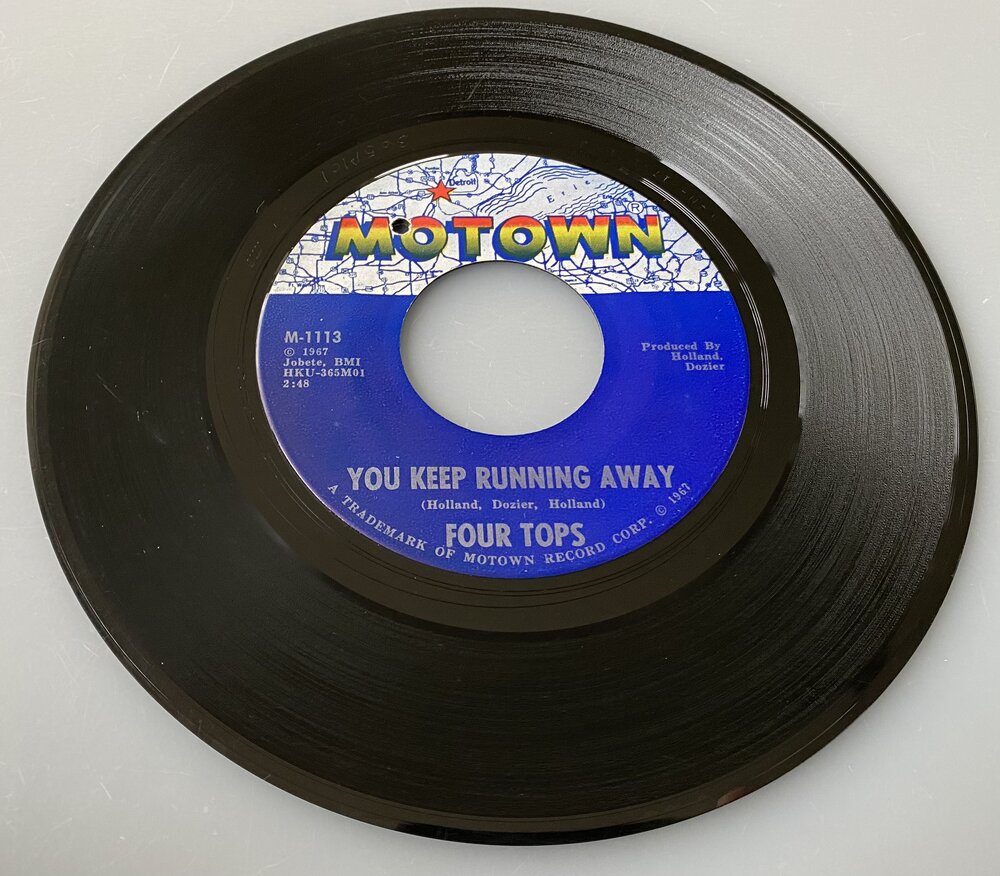 Detroit
Erie
MOTOWN®
M-1113
© 1967
Jobete, BMI
HKU-365M01
2:48
Produced By
Holland,
Dozier
YOU KEEP RUNNING AWAY
(Holland, Dozier, Holland)
FOUR TOPS
A TRADEMARK OF MOTOWN RECORD CORP. © 1967